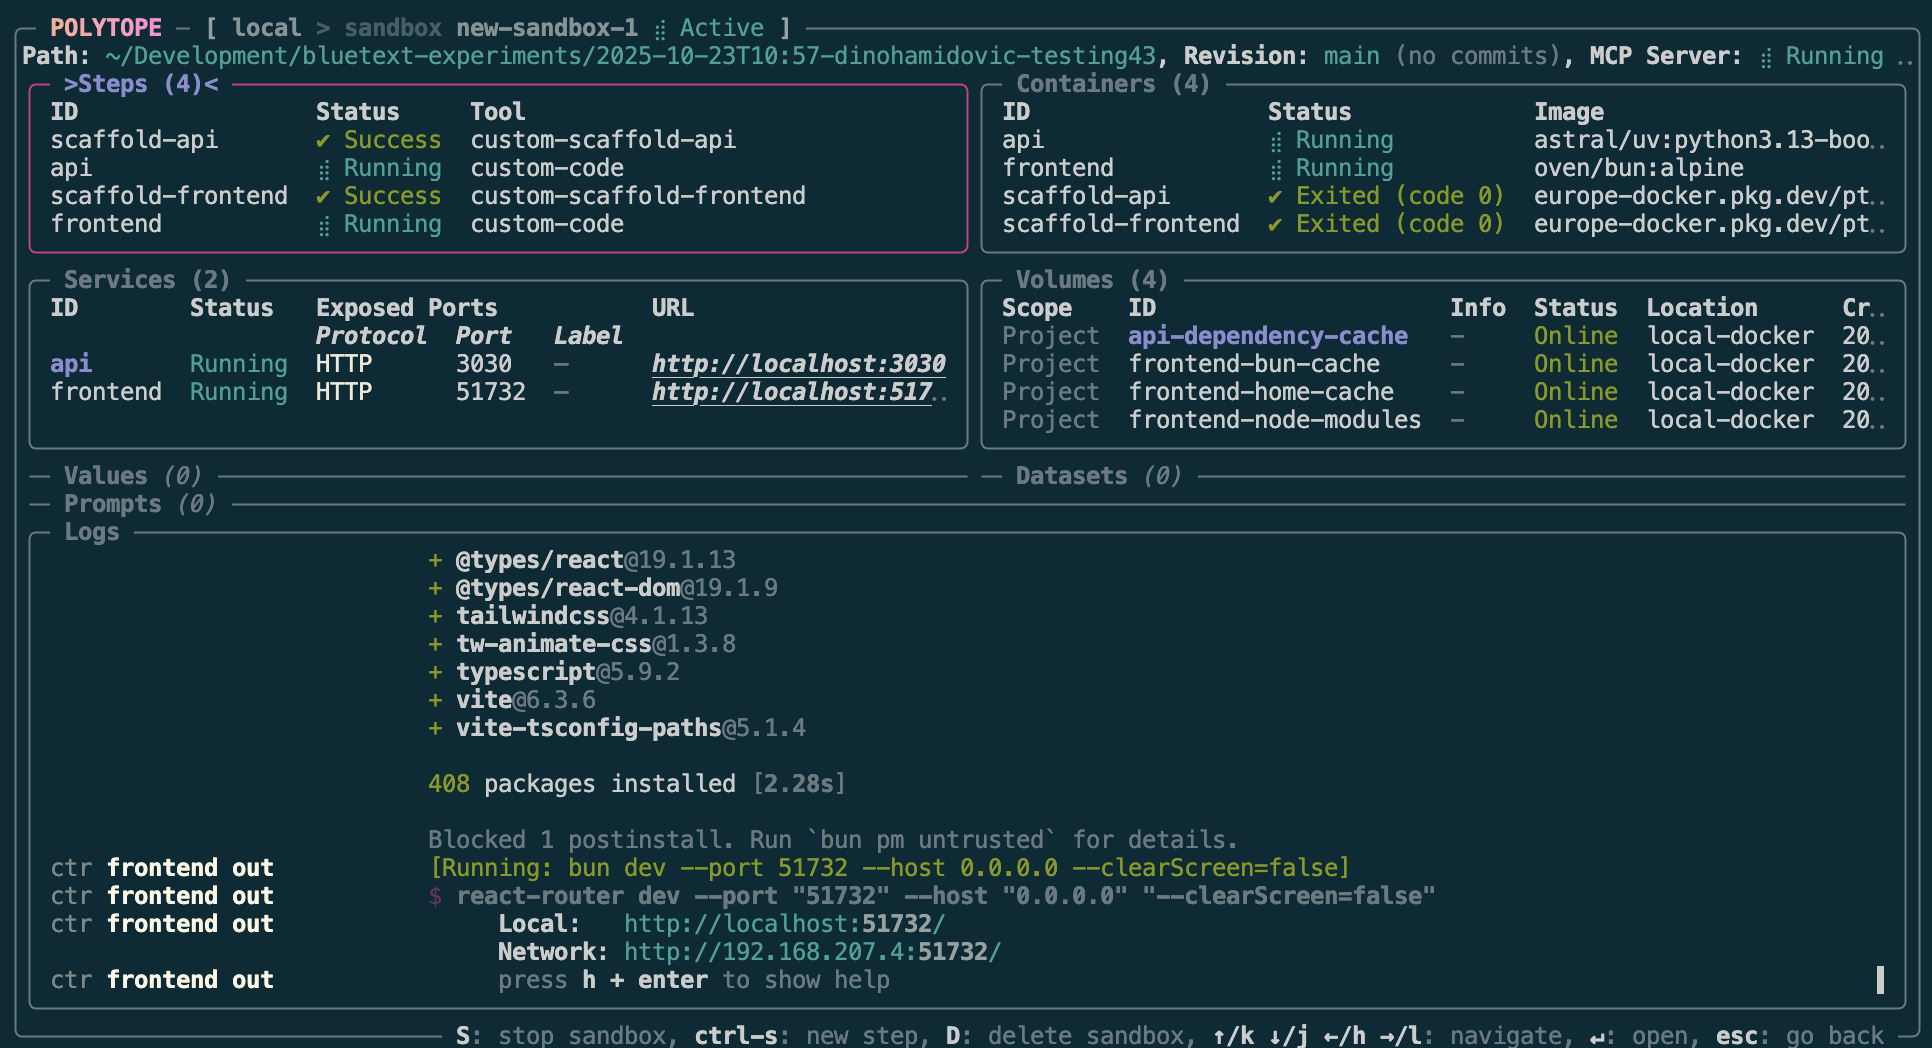 POLYTOPE – [ local > sandbox new-sandbox-1 ⣾ Active ]
Path: ~/Development/bluetext-experiments/2025-10-23T10:57-dinohamidovic-testing43, Revision: main (no commits), MCP Server: ⣾ Running ..
>Steps (4)<
ID Status Tool
scaffold-api ✔ Success custom-scaffold-api
api ⣾ Running custom-code
scaffold-frontend ✔ Success custom-scaffold-frontend
frontend ⣾ Running custom-code
Containers (4)
ID Status Image
api ⣾ Running astral/uv:python3.13-boo..
frontend ⣾ Running oven/bun:alpine
scaffold-api ✔ Exited (code 0) europe-docker.pkg.dev/pt..
scaffold-frontend ✔ Exited (code 0) europe-docker.pkg.dev/pt..
Services (2)
ID Status Exposed Ports URL
Protocol Port Label
api Running HTTP 3030 – http://localhost:3030
frontend Running HTTP 51732 – http://localhost:517..
Volumes (4)
Scope ID Info Status Location Cr..
Project api-dependency-cache – Online local-docker 20..
Project frontend-bun-cache – Online local-docker 20..
Project frontend-home-cache – Online local-docker 20..
Project frontend-node-modules – Online local-docker 20..
Values (0)
Datasets (0)
Prompts (0)
Logs
+ @types/react@19.1.13
+ @types/react-dom@19.1.9
+ tailwindcss@4.1.13
+ tw-animate-css@1.3.8
+ typescript@5.9.2
+ vite@6.3.6
+ vite-tsconfig-paths@5.1.4
408 packages installed [2.28s]
Blocked 1 postinstall. Run `bun pm untrusted` for details.
ctr frontend out [Running: bun dev --port 51732 --host 0.0.0.0 --clearScreen=false]
ctr frontend out $ react-router dev --port "51732" --host "0.0.0.0" "--clearScreen=false"
ctr frontend out Local: http://localhost:51732/
Network: http://192.168.207.4:51732/
ctr frontend out press h + enter to show help
S: stop sandbox, ctrl-s: new step, D: delete sandbox, ↑/k ↓/j ←/h →/l: navigate, ↵: open, esc: go back